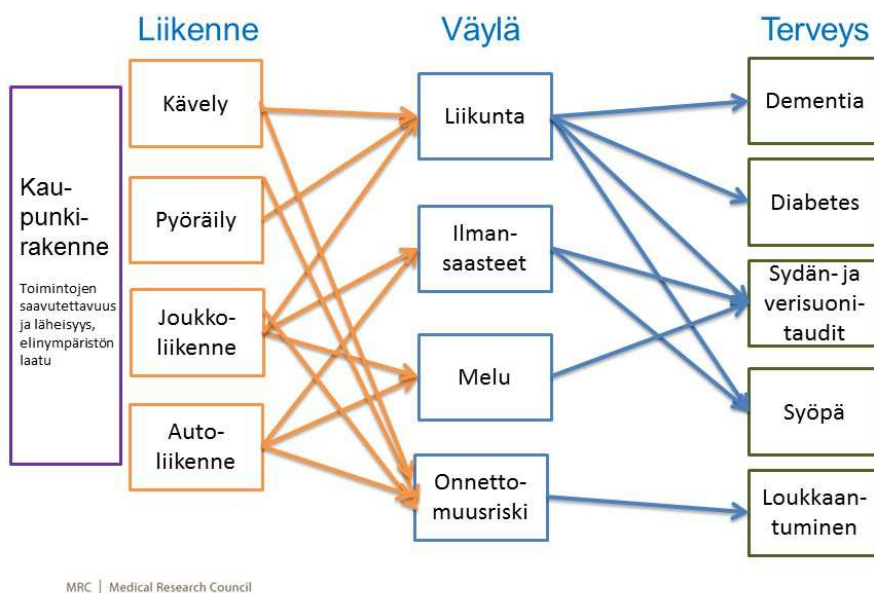 Liikenne
Väylä
Terveys
Kau-
punki-
rakenne
Toimintojen
saavutettavuus
ja läheisyys,
elinympäristön
laatu
Kävely
Pyöräily
Joukko-
liikenne
Auto-
liikenne
Liikunta
Ilman-
saasteet
Melu
Onnetto-
muusriski
Dementia
Diabetes
Sydän- ja
verisuoni-
taudit
Syöpä
Loukkaan-
tuminen
MRC | Medical Research Council